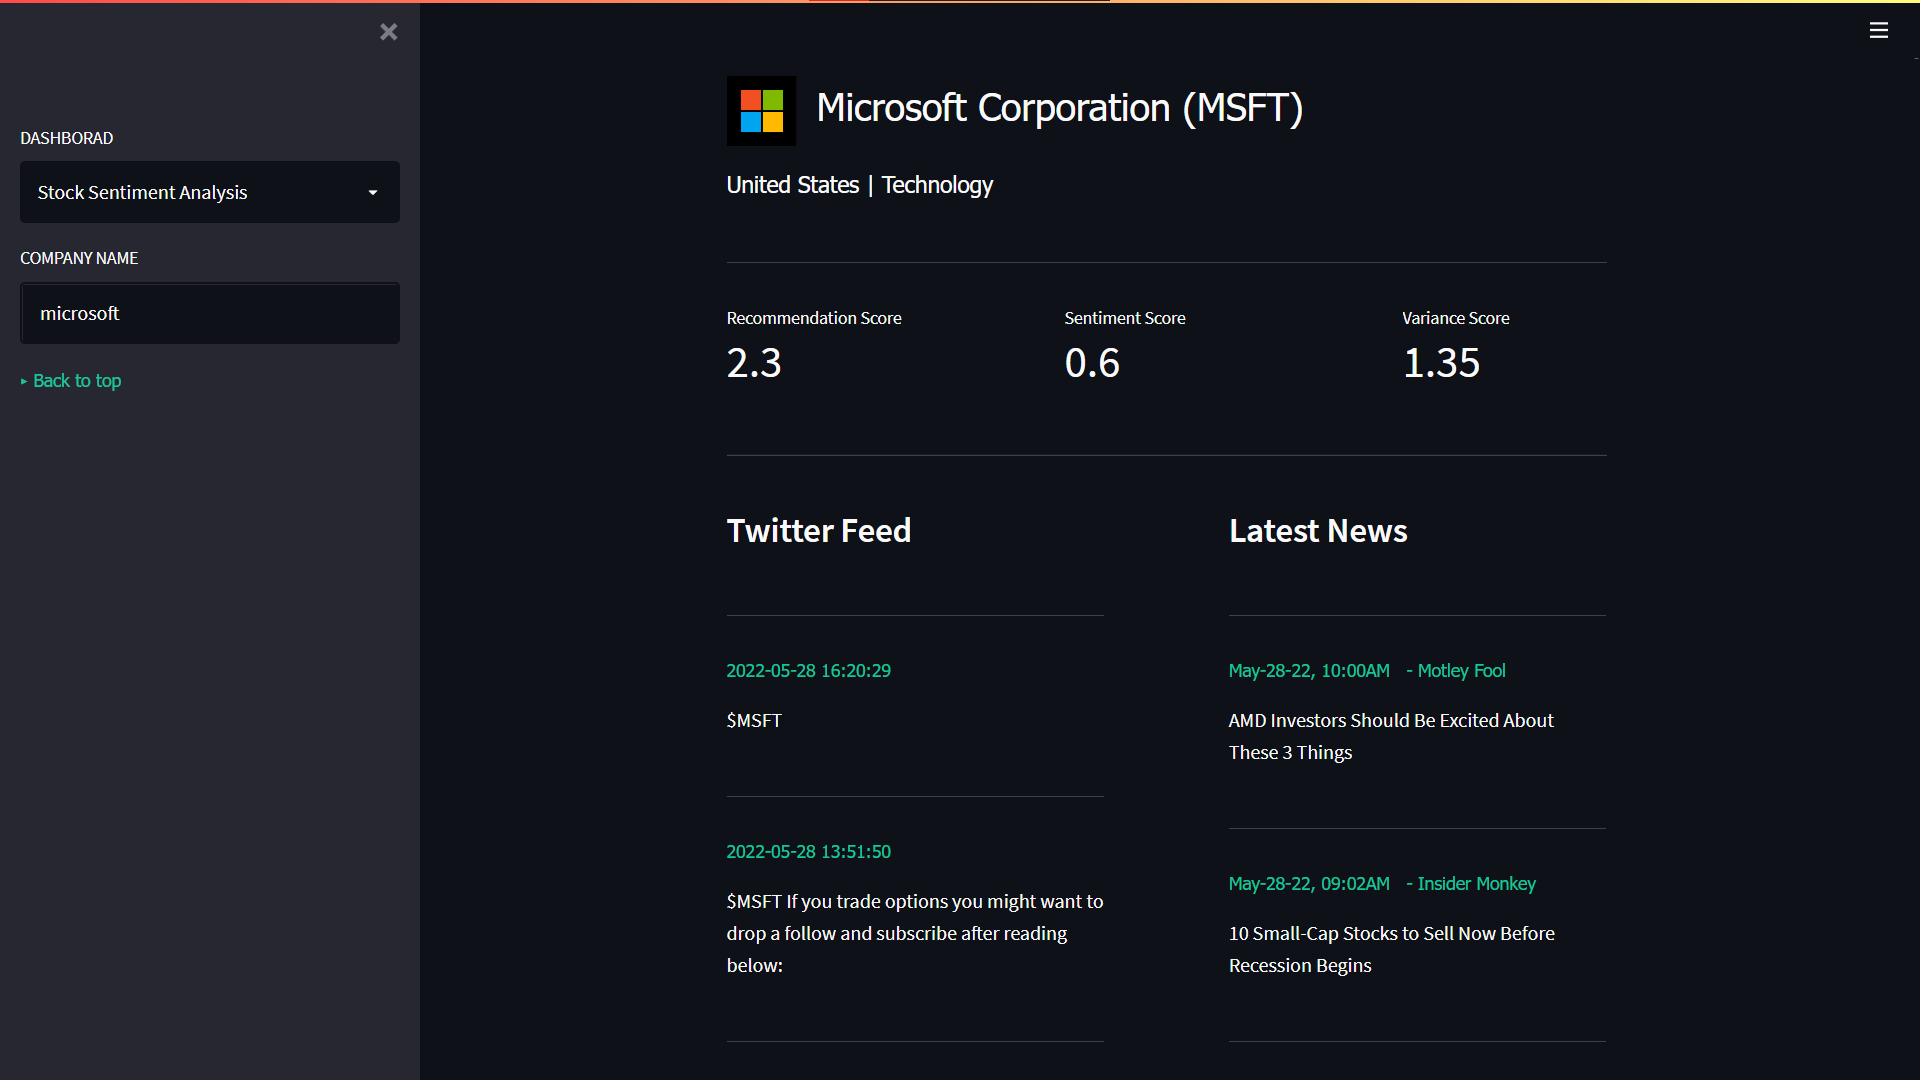 DASHBORAD
Stock Sentiment Analysis
COMPANY NAME
microsoft
▸ Back to top
Microsoft Corporation (MSFT)
United States | Technology
Recommendation Score
2.3
Sentiment Score
0.6
Variance Score
1.35
Twitter Feed
2022-05-28 16:20:29
$MSFT
2022-05-28 13:51:50
$MSFT If you trade options you might want to
drop a follow and subscribe after reading
below:
Latest News
May-28-22, 10:00AM - Motley Fool
AMD Investors Should Be Excited About
These 3 Things
May-28-22, 09:02AM - Insider Monkey
10 Small-Cap Stocks to Sell Now Before
Recession Begins